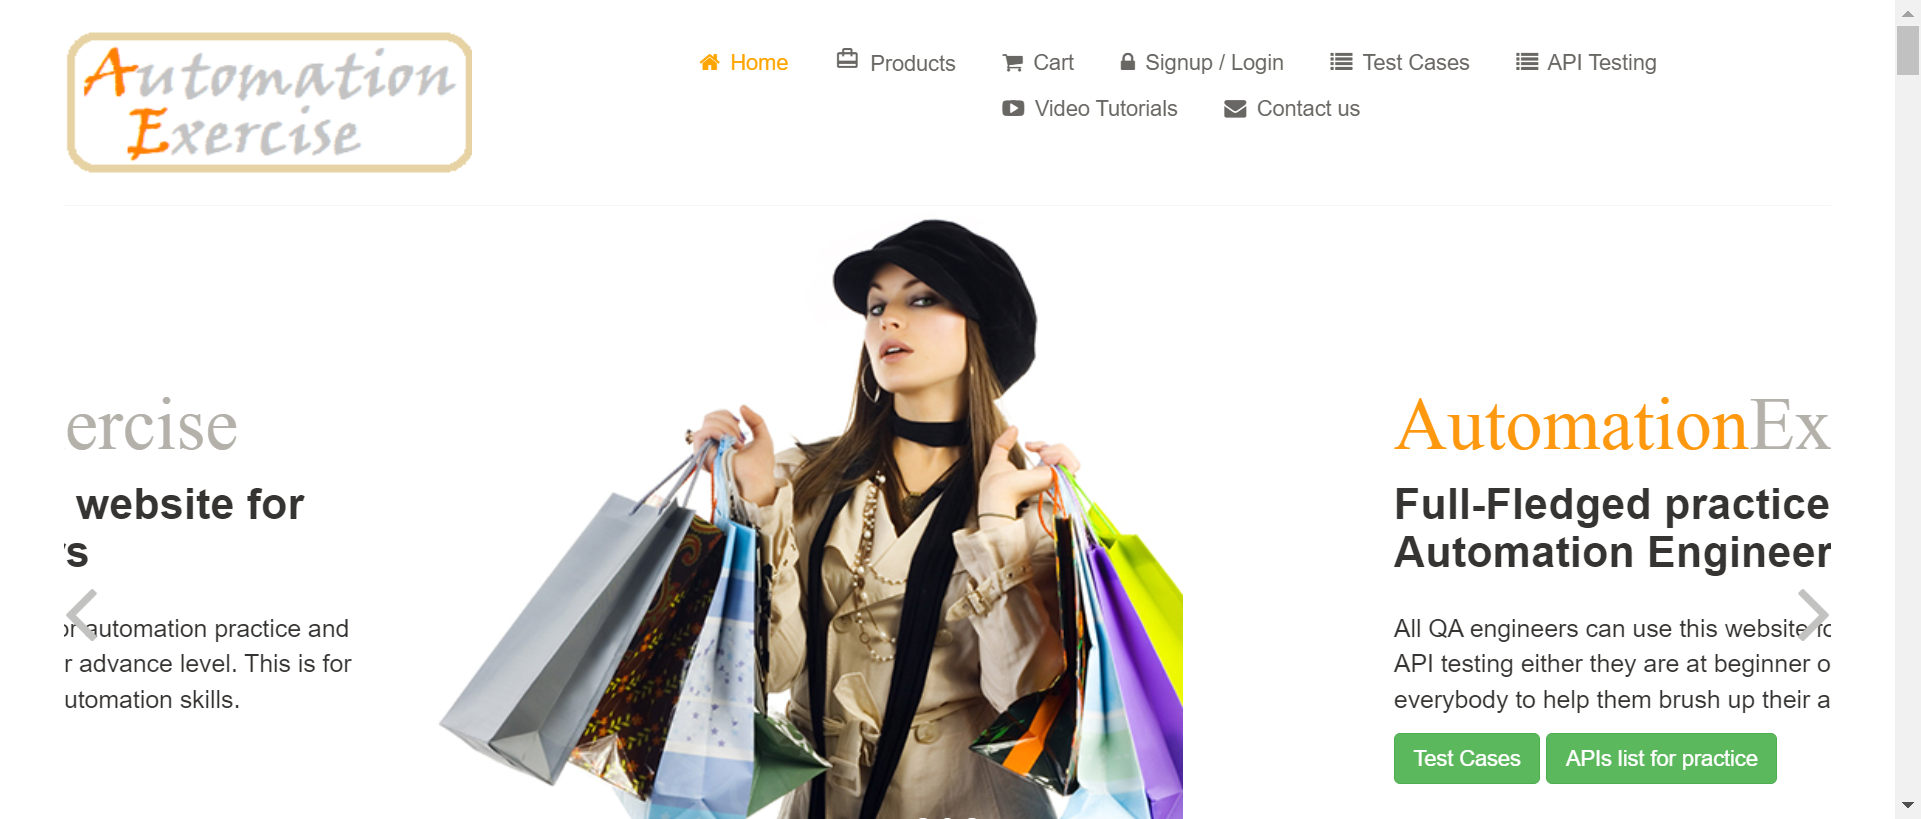 Automation
Exercise
Home Products Cart Signup / Login Test Cases API Testing
Video Tutorials Contact us
ercise
website for
s
automation practice and
r advance level. This is for
utomation skills.
AutomationEx
Full-Fledged practice
Automation Engineer
All QA engineers can use this website
API testing either they are at beginner o
everybody to help them brush up their a
Test Cases APIs list for practice